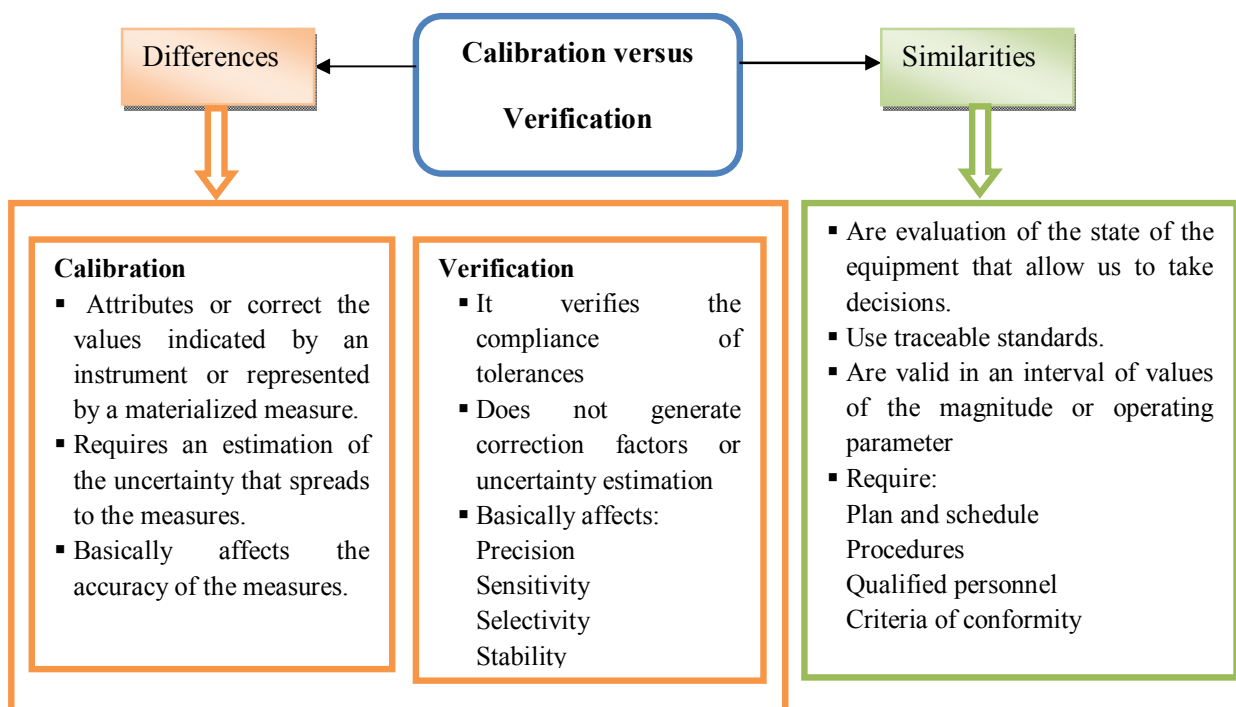 Differences
Calibration versus
Verification
Similarities
Calibration
▪ Attributes or correct the
values indicated by an
instrument or represented
by a materialized measure.
▪ Requires an estimation of
the uncertainty that spreads
to the measures.
▪ Basically affects the
accuracy of the measures.
Verification
▪ It verifies the
compliance of
tolerances
▪ Does not generate
correction factors or
uncertainty estimation
▪ Basically affects:
Precision
Sensitivity
Selectivity
Stability
▪ Are evaluation of the state of the
equipment that allow us to take
decisions.
▪ Use traceable standards.
▪ Are valid in an interval of values
of the magnitude or operating
parameter
▪ Require:
Plan and schedule
Procedures
Qualified personnel
Criteria of conformity